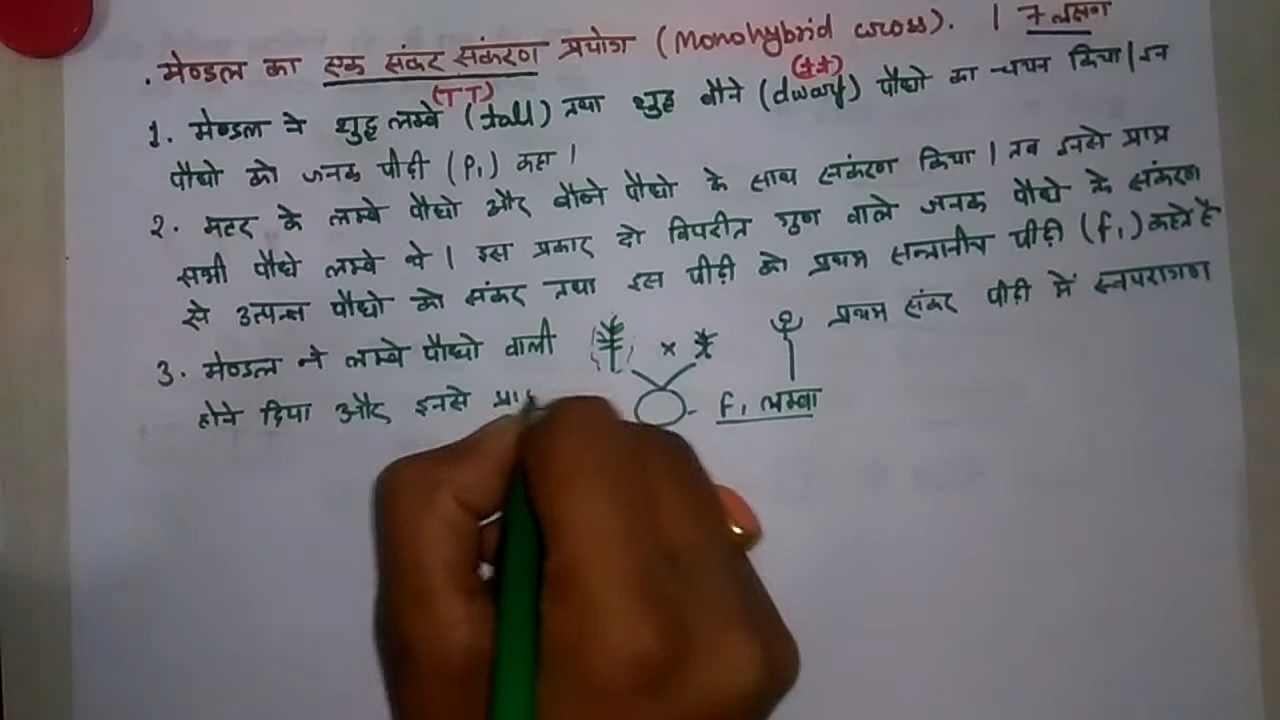 . मेण्डल का एक संकर संकरण प्रयोग (Monohybrid cross). | 7 लक्षण
(TT) (tt)
1. मेण्डल ने शुद्ध लम्बे (tall) तथा शुद्ध बौने (dwarf) पौधो का चयन किया। इन
पौधो को जनक पीढी (P1) कहा।
2. मटर के लम्बे पौधो और बौने पौधो के साथ संकरण किया। तब इनसे प्राप्त
सभी पौधे लम्बे थे। इस प्रकार दो विपरीत गुण वाले जनक पौधो के संकरण
से उत्पन्न पौधो को संकर तथा इस पीढी को प्रथम सन्तानीय पीढी (f1) कहते है
3. मेण्डल ने लम्बे पौधो वाली × प्रथम संकर पीढी में स्वपरागण
होने दिया और इनसे F1 लम्बा